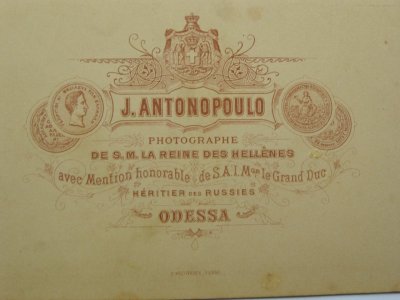 J. ANTONOPOULO
PHOTOGRAPHE
DE S. M. LA REINE DES HELLÈNES
avec Mention honorable de S.A.I. Mgr le Grand Duc
HÉRITIER DES RUSSIES
ODESSA